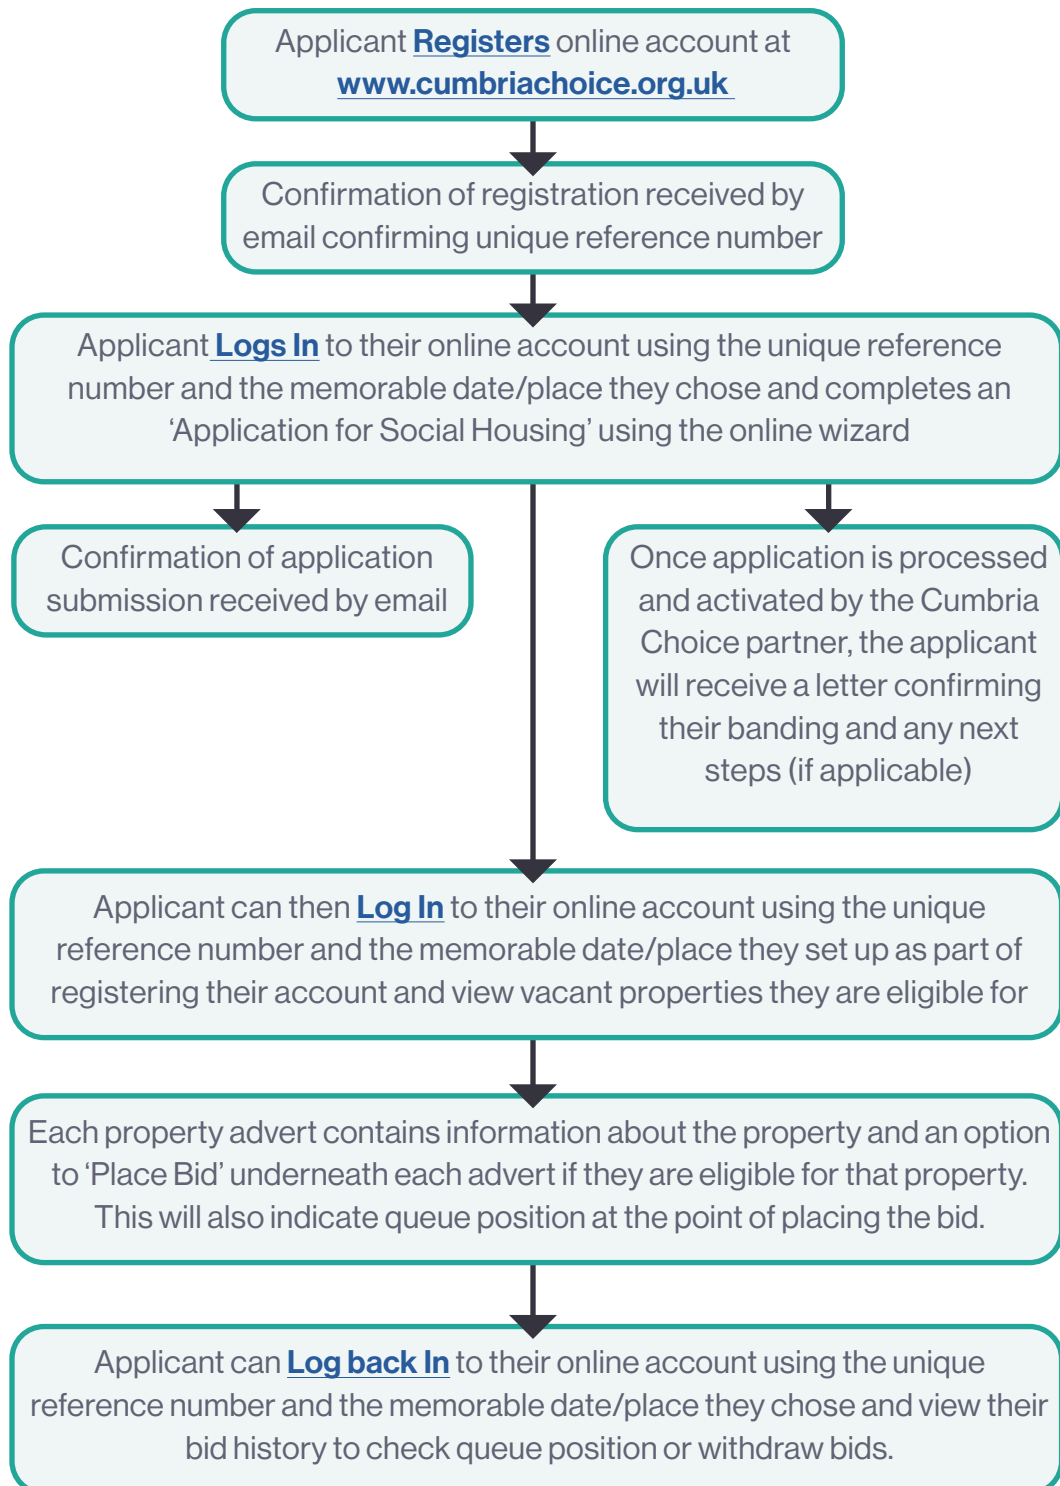 Applicant Registers online account at
www.cumbriachoice.org.uk
Confirmation of registration received by
email confirming unique reference number
Applicant Logs In to their online account using the unique reference
number and the memorable date/place they chose and completes an
‘Application for Social Housing’ using the online wizard
Confirmation of application
submission received by email
Once application is processed
and activated by the Cumbria
Choice partner, the applicant
will receive a letter confirming
their banding and any next
steps (if applicable)
Applicant can then Log In to their online account using the unique
reference number and the memorable date/place they set up as part of
registering their account and view vacant properties they are eligible for
Each property advert contains information about the property and an option
to ‘Place Bid’ underneath each advert if they are eligible for that property.
This will also indicate queue position at the point of placing the bid.
Applicant can Log back In to their online account using the unique
reference number and the memorable date/place they chose and view their
bid history to check queue position or withdraw bids.